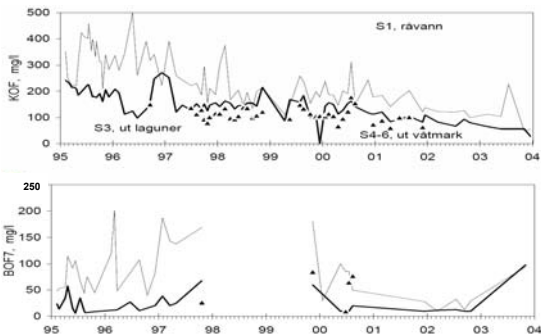 500
400
300
200
100
0
KOF, mg/l
S1, råvann
S3, ut laguner
S4-6, ut våtmark
95 96 97 98 99 00 01 02 03 04
250
200
150
100
50
0
BOF7, mg/l
95 96 97 98 99 00 01 02 03 04